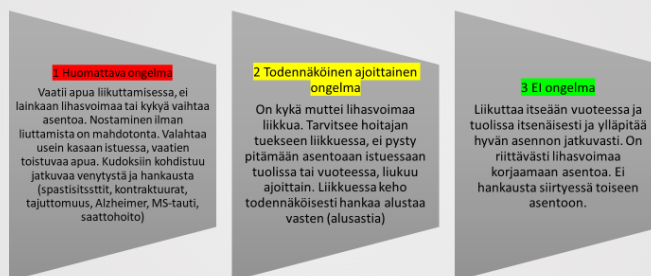 1 Huomattava ongelma
Vaatii apua liikuttamisessa, ei
lainkaan lihasvoimaa tai kykyä vaihtaa
asentoa. Nostaminen ilman
liuttamista on mahdotonta. Valahtaa
usein kasaan istuessa, vaatien
toistuvaa apua. Kudoksiin kohdistuu
jatkuvaa venytystä ja hankausta
(spastisitssttit, kontraktuurat,
tajuttomuus, Alzheimer, MS-tauti,
saattohoito)
2 Todennäköinen ajoittainen
ongelma
On kykä muttei lihasvoimaa
liikkua. Tarvitsee hoitajan
tuekseen liikkuessa, ei pysty
pitämään asentoaan istuessaan
tuolissa tai vuoteessa, liukuu
ajoittain. Liikkuessa keho
todennäköisesti hankaa alustaa
vasten (alusastia)
3 EI ongelma
Liikuttaa itseään vuoteessa ja
tuolissa itsenäisesti ja ylläpitää
hyvän asennon jatkuvasti. On
riittävästi lihasvoimaa
korjaamaan asentoa. Ei
hankausta siirtyessä toiseen
asentoon.